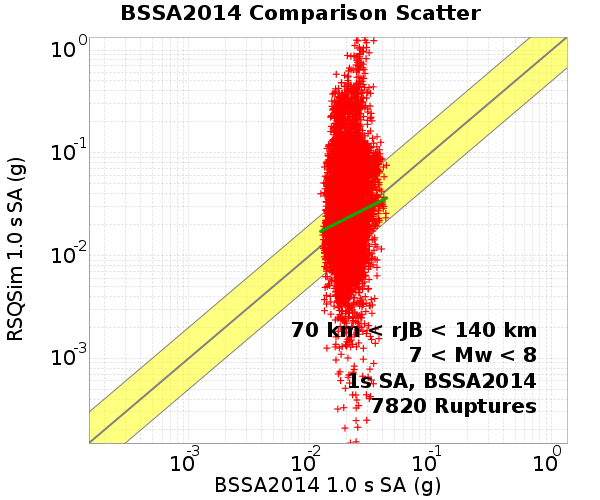 BSSA2014 Comparison Scatter
RSQSim 1.0 s SA (g)
10^0
10^-1
10^-2
10^-3
70 km < rJB < 140 km
7 < Mw < 8
1s SA, BSSA2014
7820 Ruptures
10^-3 10^-2 10^-1 10^0
BSSA2014 1.0 s SA (g)